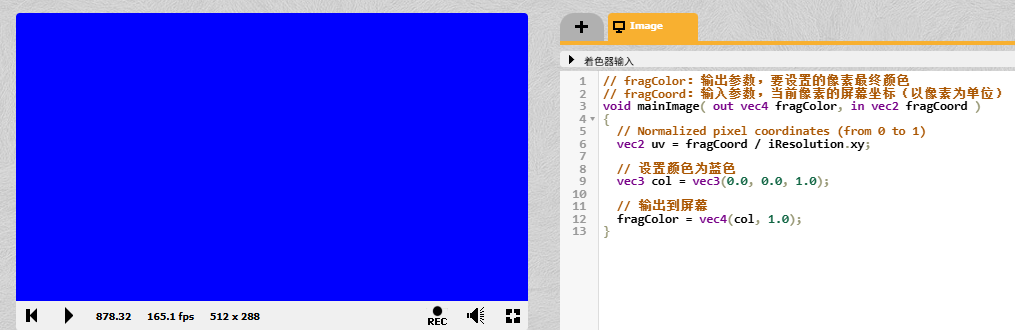 878.32 165.1 fps 512 x 288 REC
+ Image
着色器输入
1 // fragColor: 输出参数，要设置的像素最终颜色
2 // fragCoord: 输入参数，当前像素的屏幕坐标（以像素为单位）
3 void mainImage( out vec4 fragColor, in vec2 fragCoord )
4 {
5 // Normalized pixel coordinates (from 0 to 1)
6 vec2 uv = fragCoord / iResolution.xy;
7
8 // 设置颜色为蓝色
9 vec3 col = vec3(0.0, 0.0, 1.0);
10
11 // 输出到屏幕
12 fragColor = vec4(col, 1.0);
13 }